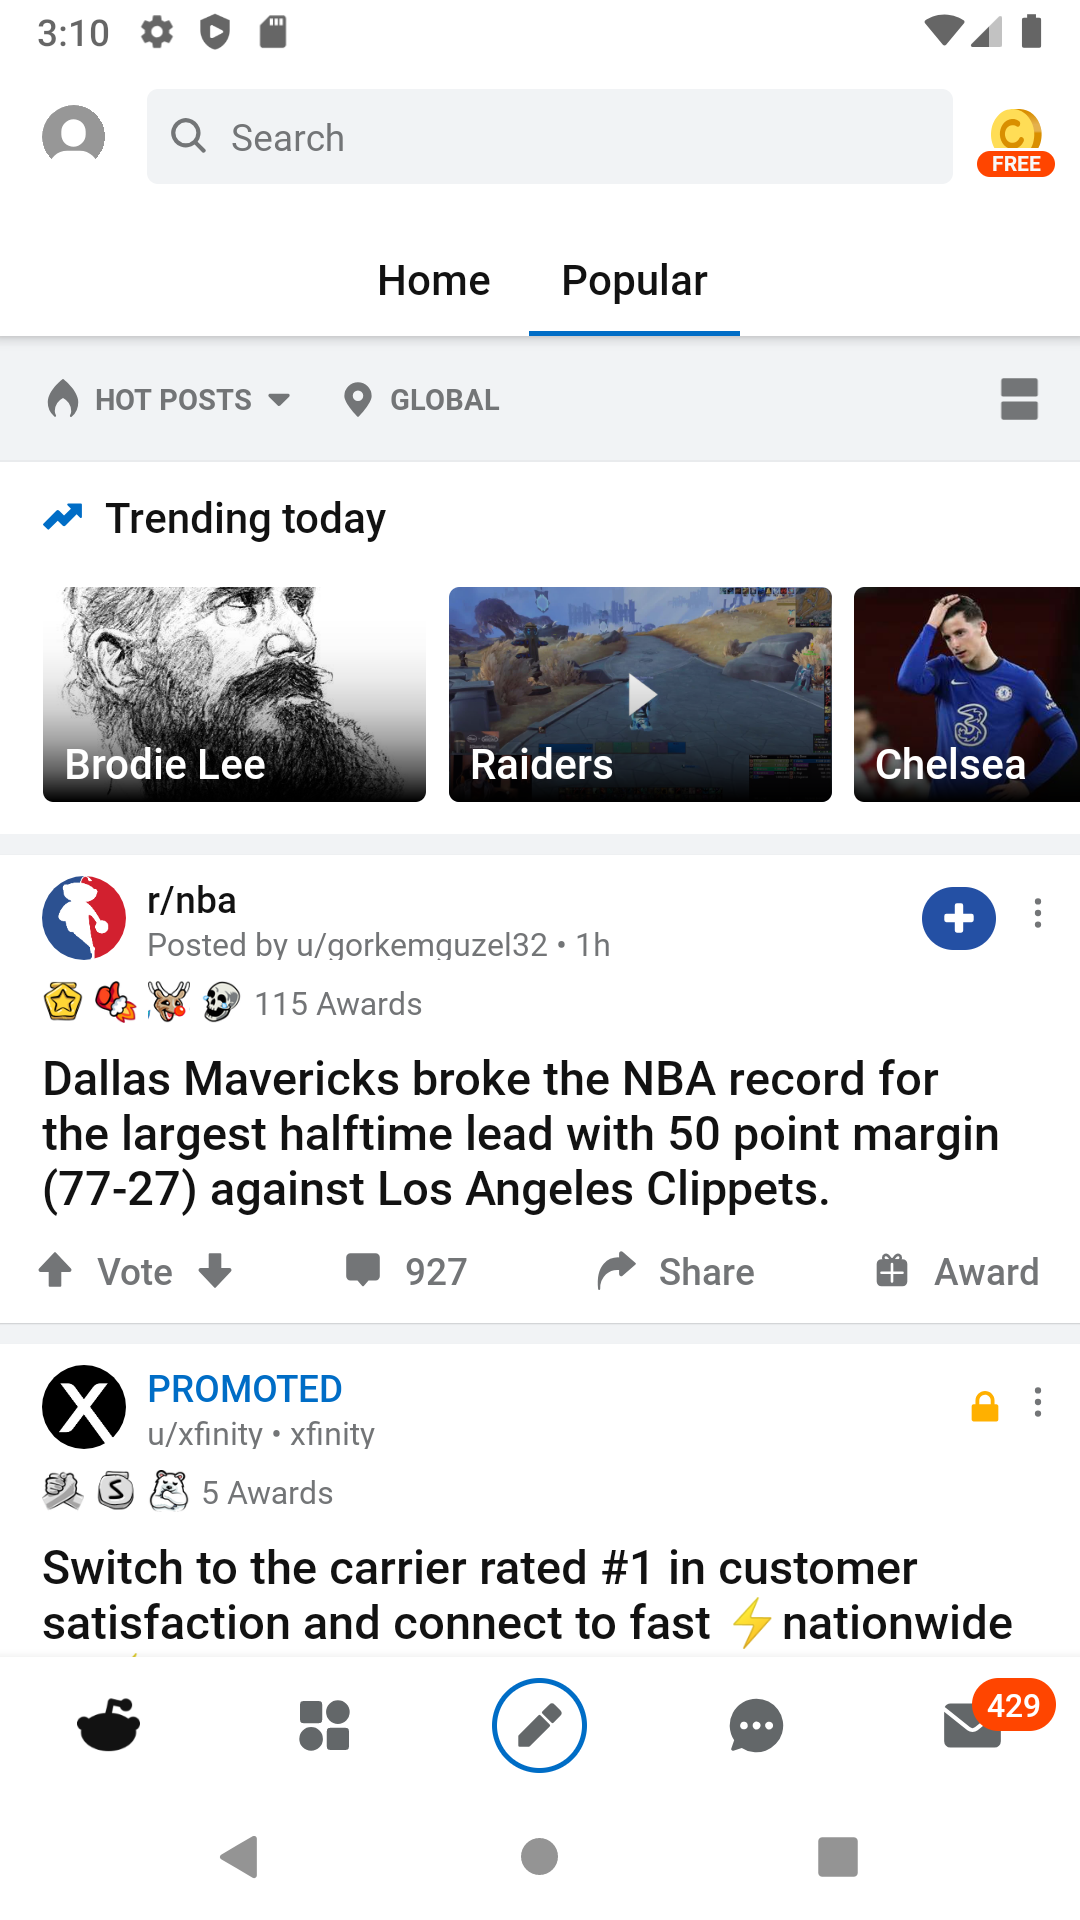 3:10
Search
FREE
Home
Popular
HOT POSTS
GLOBAL
Trending today
Brodie Lee
Raiders
Chelsea
r/nba
Posted by u/gorkemguzel32 • 1h
115 Awards
Dallas Mavericks broke the NBA record for
the largest halftime lead with 50 point margin
(77-27) against Los Angeles Clippets.
Vote
927
Share
Award
PROMOTED
u/xfinity • xfinity
5 Awards
Switch to the carrier rated #1 in customer
satisfaction and connect to fast ⚡nationwide
429